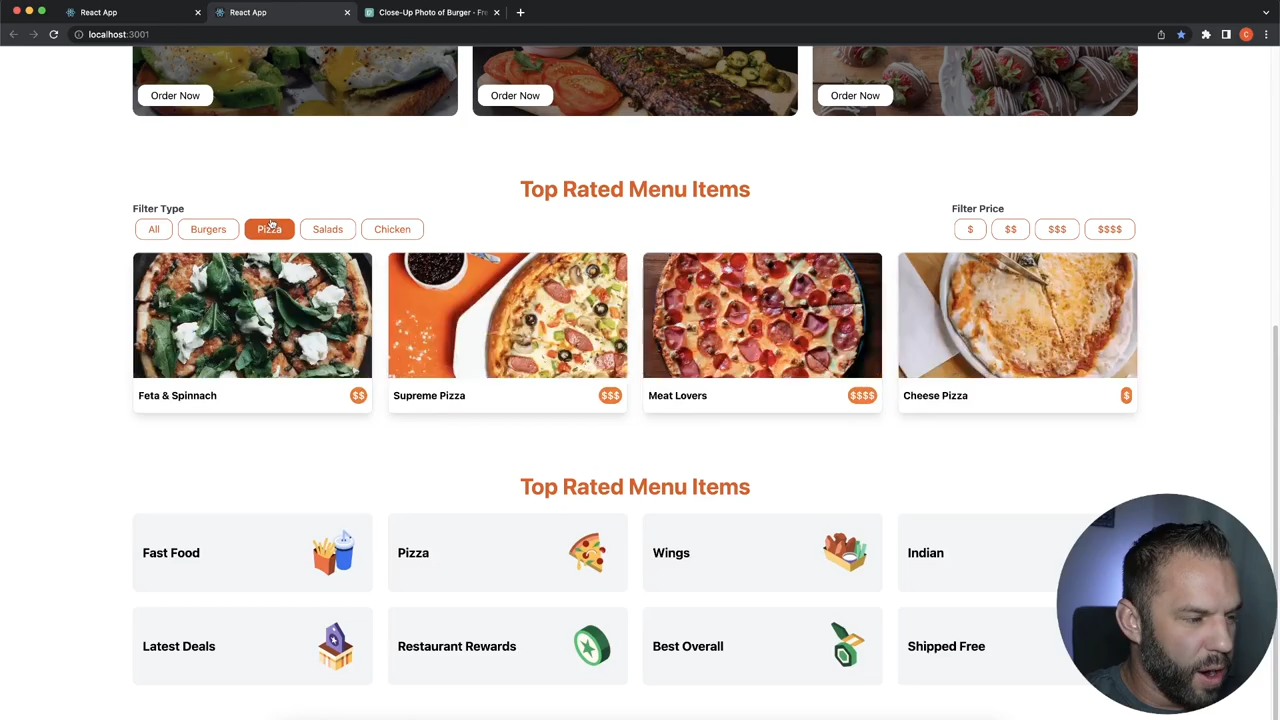 React App
React App
Close-Up Photo of Burger - Fre
localhost:3001
C
Order Now
Order Now
Order Now
Top Rated Menu Items
Filter Type
Filter Price
All
Burgers
Pizza
Salads
Chicken
$
$$
$$$
$$$$
Feta & Spinnach
$$
Supreme Pizza
$$$
Meat Lovers
$$$$
Cheese Pizza
$
Top Rated Menu Items
Fast Food
Pizza
Wings
Indian
Latest Deals
Restaurant Rewards
Best Overall
Shipped Free